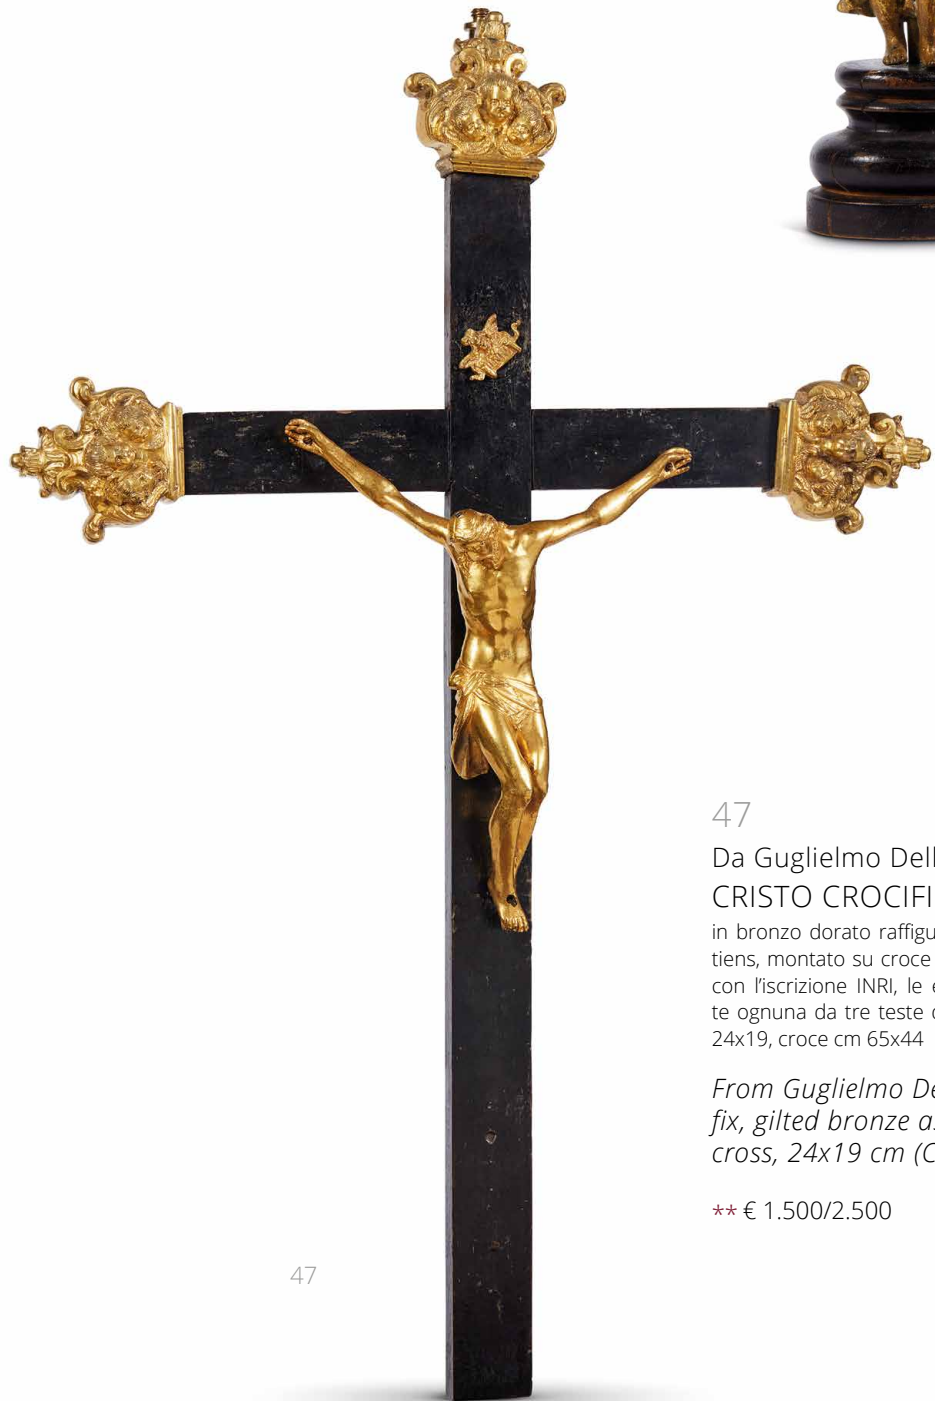 47
Da Guglielmo Dell
CRISTO CROCIFI
in bronzo dorato raffigu
tiens, montato su croce
con l'iscrizione INRI, le e
te ognuna da tre teste
24x19, croce cm 65x44
From Guglielmo De
fix, gilted bronze a
cross, 24x19 cm (C
** € 1.500/2.500
47